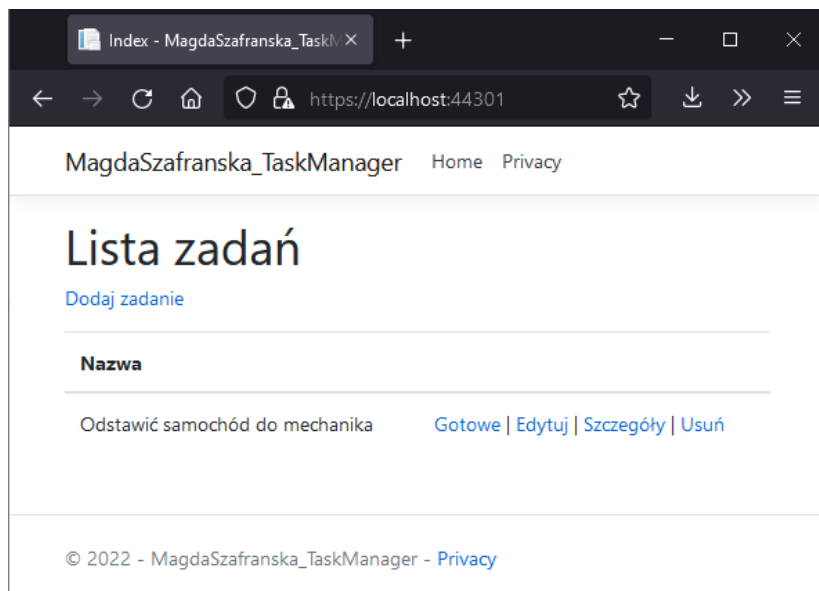 Index - MagdaSzafranska_Task
https://localhost:44301
MagdaSzafranska_TaskManager Home Privacy
Lista zadań
Dodaj zadanie
Nazwa
Odstawić samochód do mechanika Gotowe | Edytuj | Szczegóły | Usuń
© 2022 - MagdaSzafranska_TaskManager - Privacy